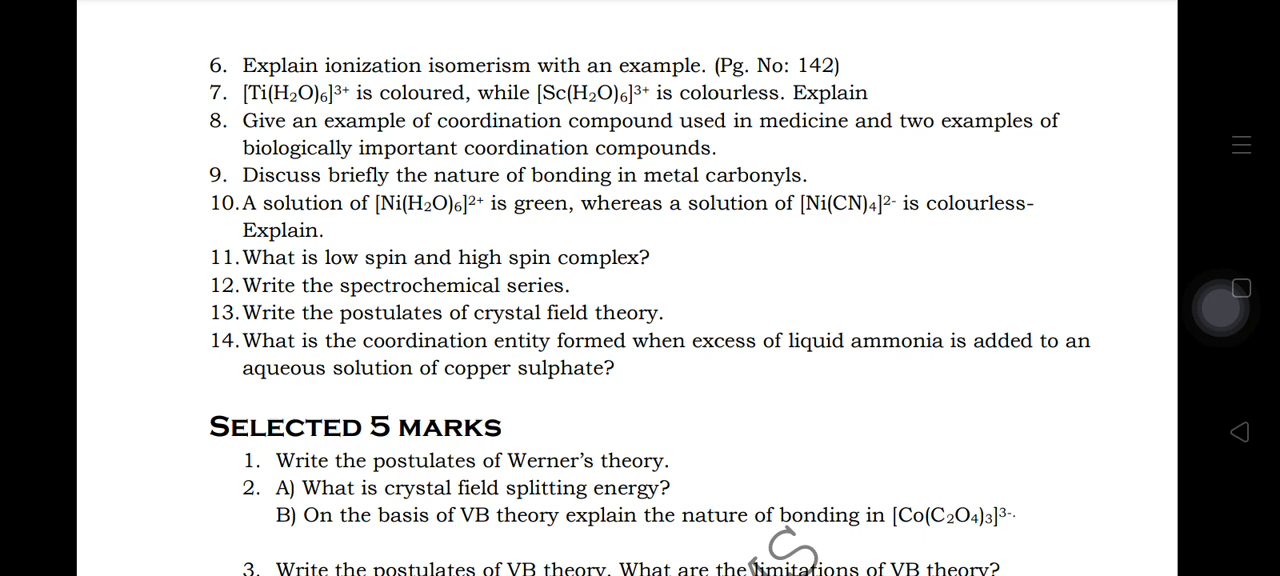 6. Explain ionization isomerism with an example. (Pg. No: 142)
7. [Ti(H₂O)₆]³⁺ is coloured, while [Sc(H₂O)₆]³⁺ is colourless. Explain
8. Give an example of coordination compound used in medicine and two examples of
biologically important coordination compounds.
9. Discuss briefly the nature of bonding in metal carbonyls.
10. A solution of [Ni(H₂O)₆]²⁺ is green, whereas a solution of [Ni(CN)₄]²⁻ is colourless-
Explain.
11. What is low spin and high spin complex?
12. Write the spectrochemical series.
13. Write the postulates of crystal field theory.
14. What is the coordination entity formed when excess of liquid ammonia is added to an
aqueous solution of copper sulphate?
SELECTED 5 MARKS
1. Write the postulates of Werner's theory.
2. A) What is crystal field splitting energy?
B) On the basis of VB theory explain the nature of bonding in [Co(C₂O₄)₃]³⁻.
3. Write the postulates of VB theory. What are the limitations of VB theory?